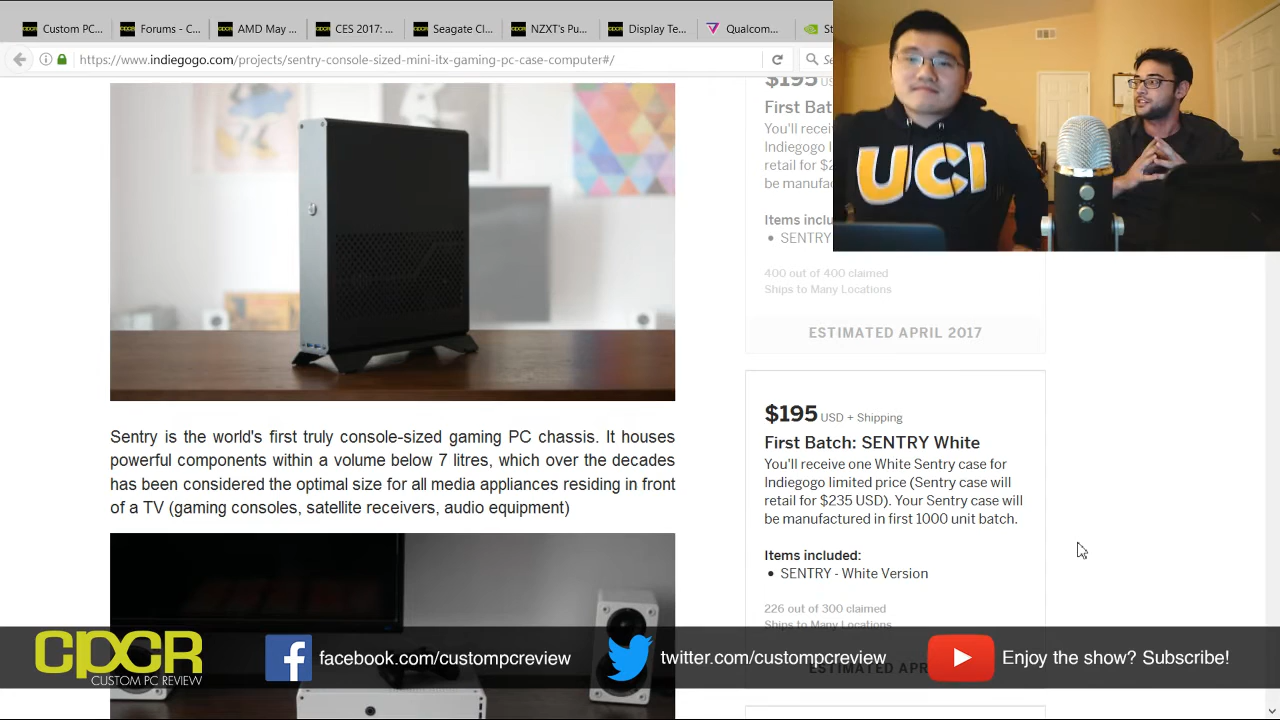 Custom PC...
Forums - C...
AMD May ...
CES 2017: ...
Seagate Cl...
NZXT's Pu...
Display Te...
Qualcom...
https://www.indiegogo.com/projects/sentry-console-sized-mini-itx-gaming-pc-case-computer#/
$195
First Bat
You'll recei
Indiegogo l
retail for $2
be manufac
Items inclu
• SENTRY
400 out of 400 claimed
Ships to Many Locations
ESTIMATED APRIL 2017
UCI
$195 USD + Shipping
First Batch: SENTRY White
You'll receive one White Sentry case for
Indiegogo limited price (Sentry case will
retail for $235 USD). Your Sentry case will
be manufactured in first 1000 unit batch.
Items included:
• SENTRY - White Version
226 out of 300 claimed
Ships to Many Locations
ESTIMATED APR
Sentry is the world's first truly console-sized gaming PC chassis. It houses
powerful components within a volume below 7 litres, which over the decades
has been considered the optimal size for all media appliances residing in front
of a TV (gaming consoles, satellite receivers, audio equipment)
CPCR
CUSTOM PC REVIEW
facebook.com/custompcreview
twitter.com/custompcreview
Enjoy the show? Subscribe!